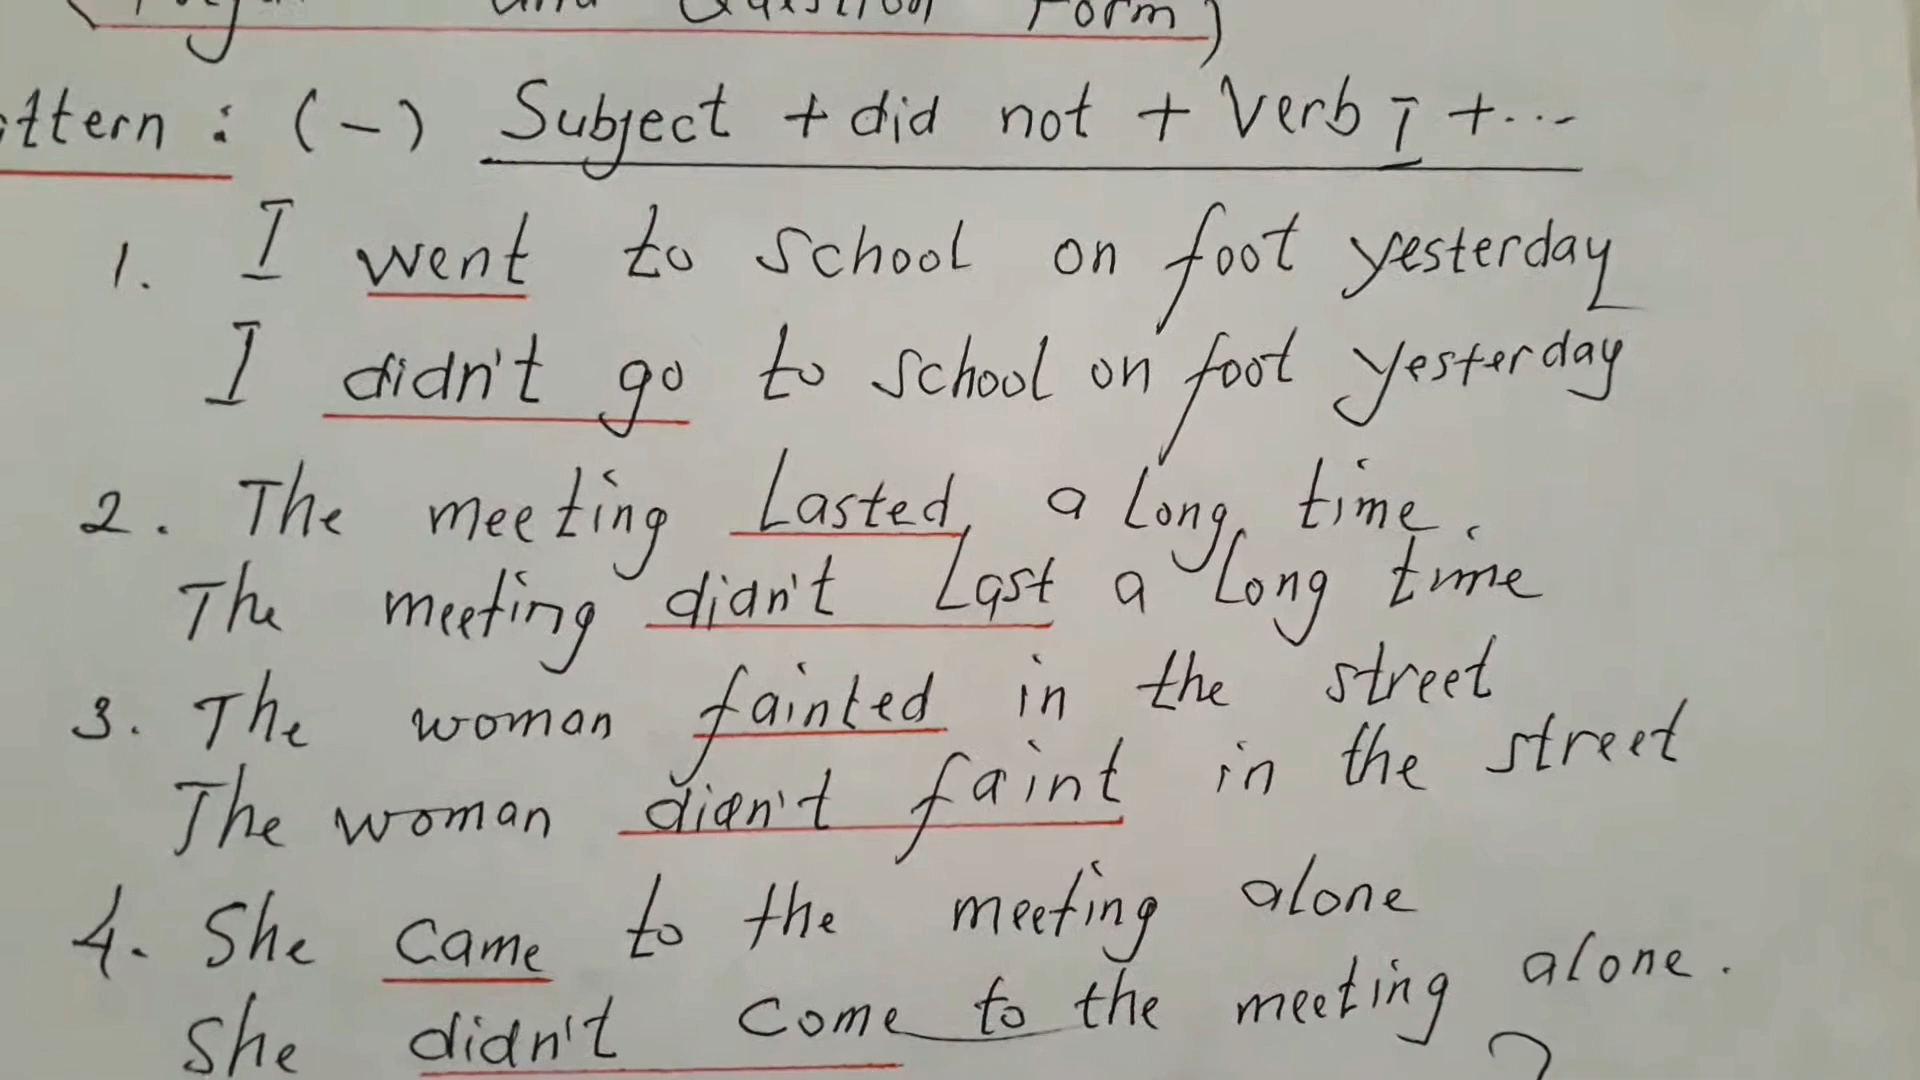 and Question Form)
(-) Subject + did not + Verb I +...
1. I went to school on foot yesterday
I didn't go to school on foot yesterday
2. The meeting Lasted a Long time.
The meeting didn't Last a Long time
3. The woman fainted in the street
The woman didn't faint in the street
4. She came to the meeting alone
She didn't come to the meeting alone.